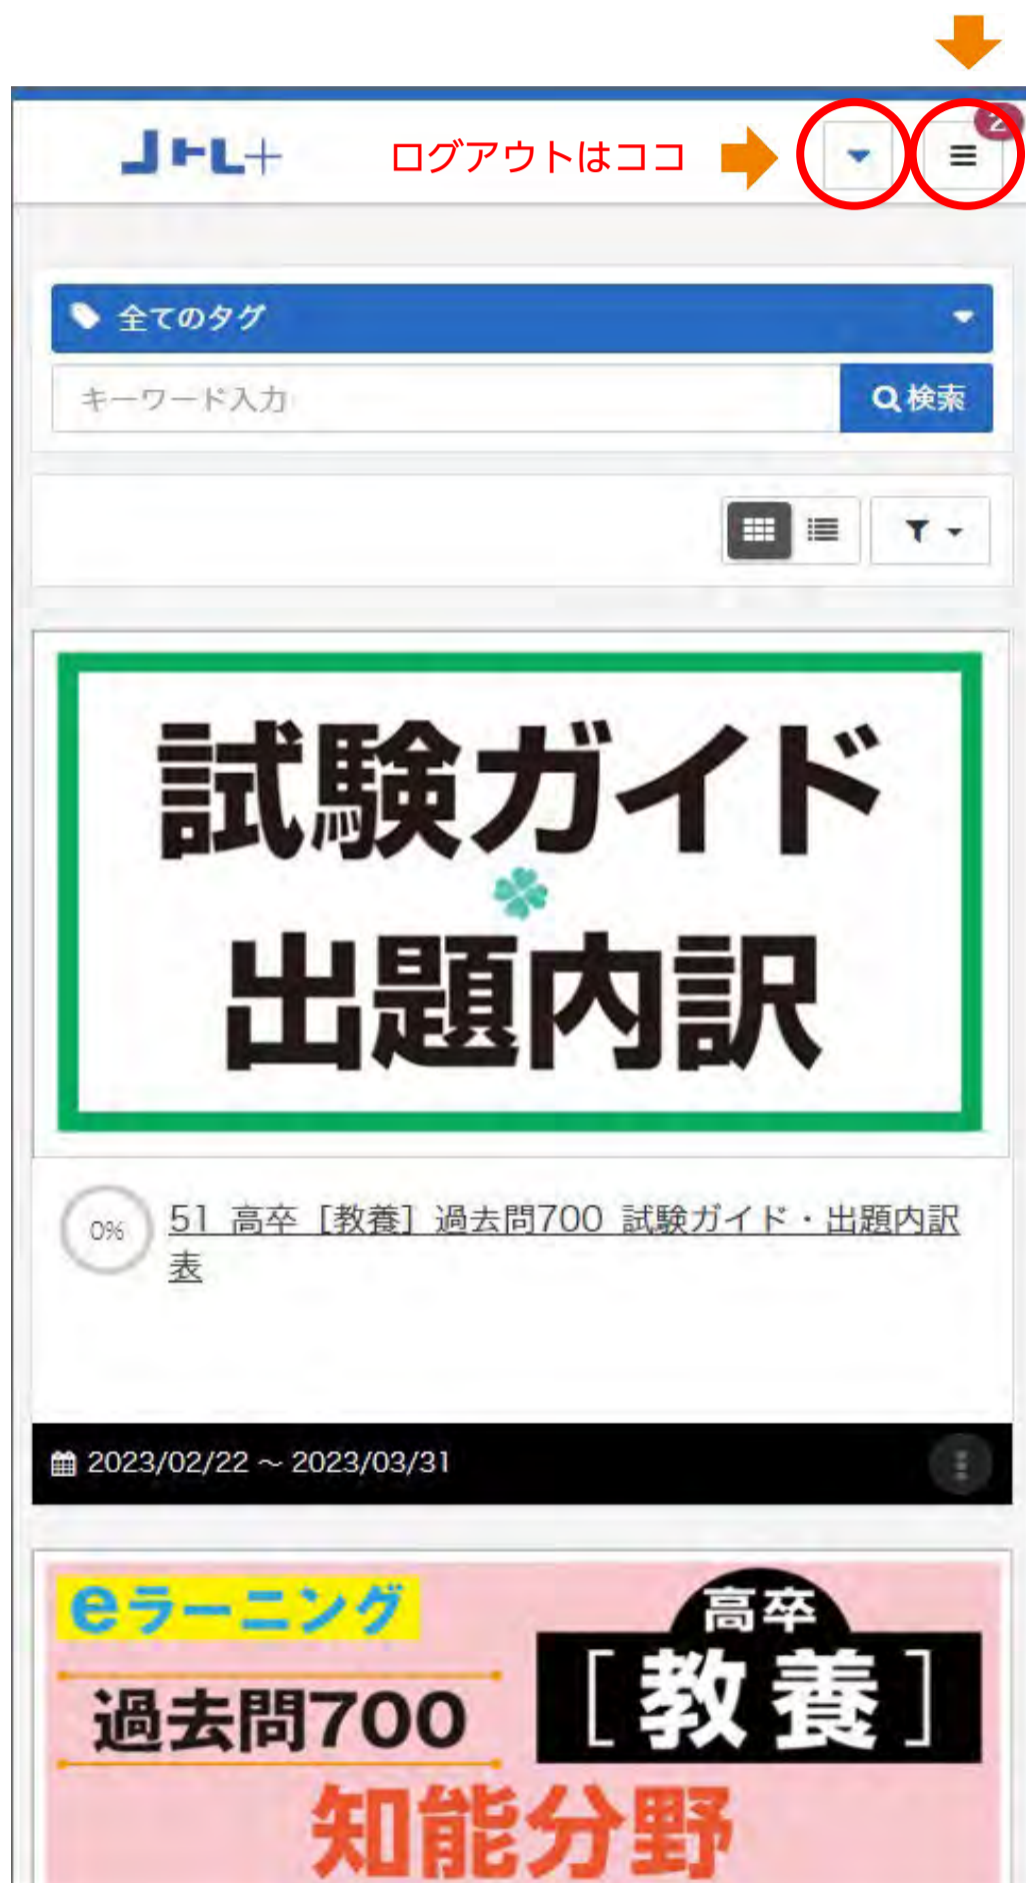 Jトレ+
ログアウトはココ
2
全てのタグ
キーワード入力
検索
試験ガイド
出題内訳
0%
51 高卒［教養］過去問700 試験ガイド・出題内訳
表
2023/02/22 ～ 2023/03/31
eラーニング
高卒
［教養］
過去問700
知能分野